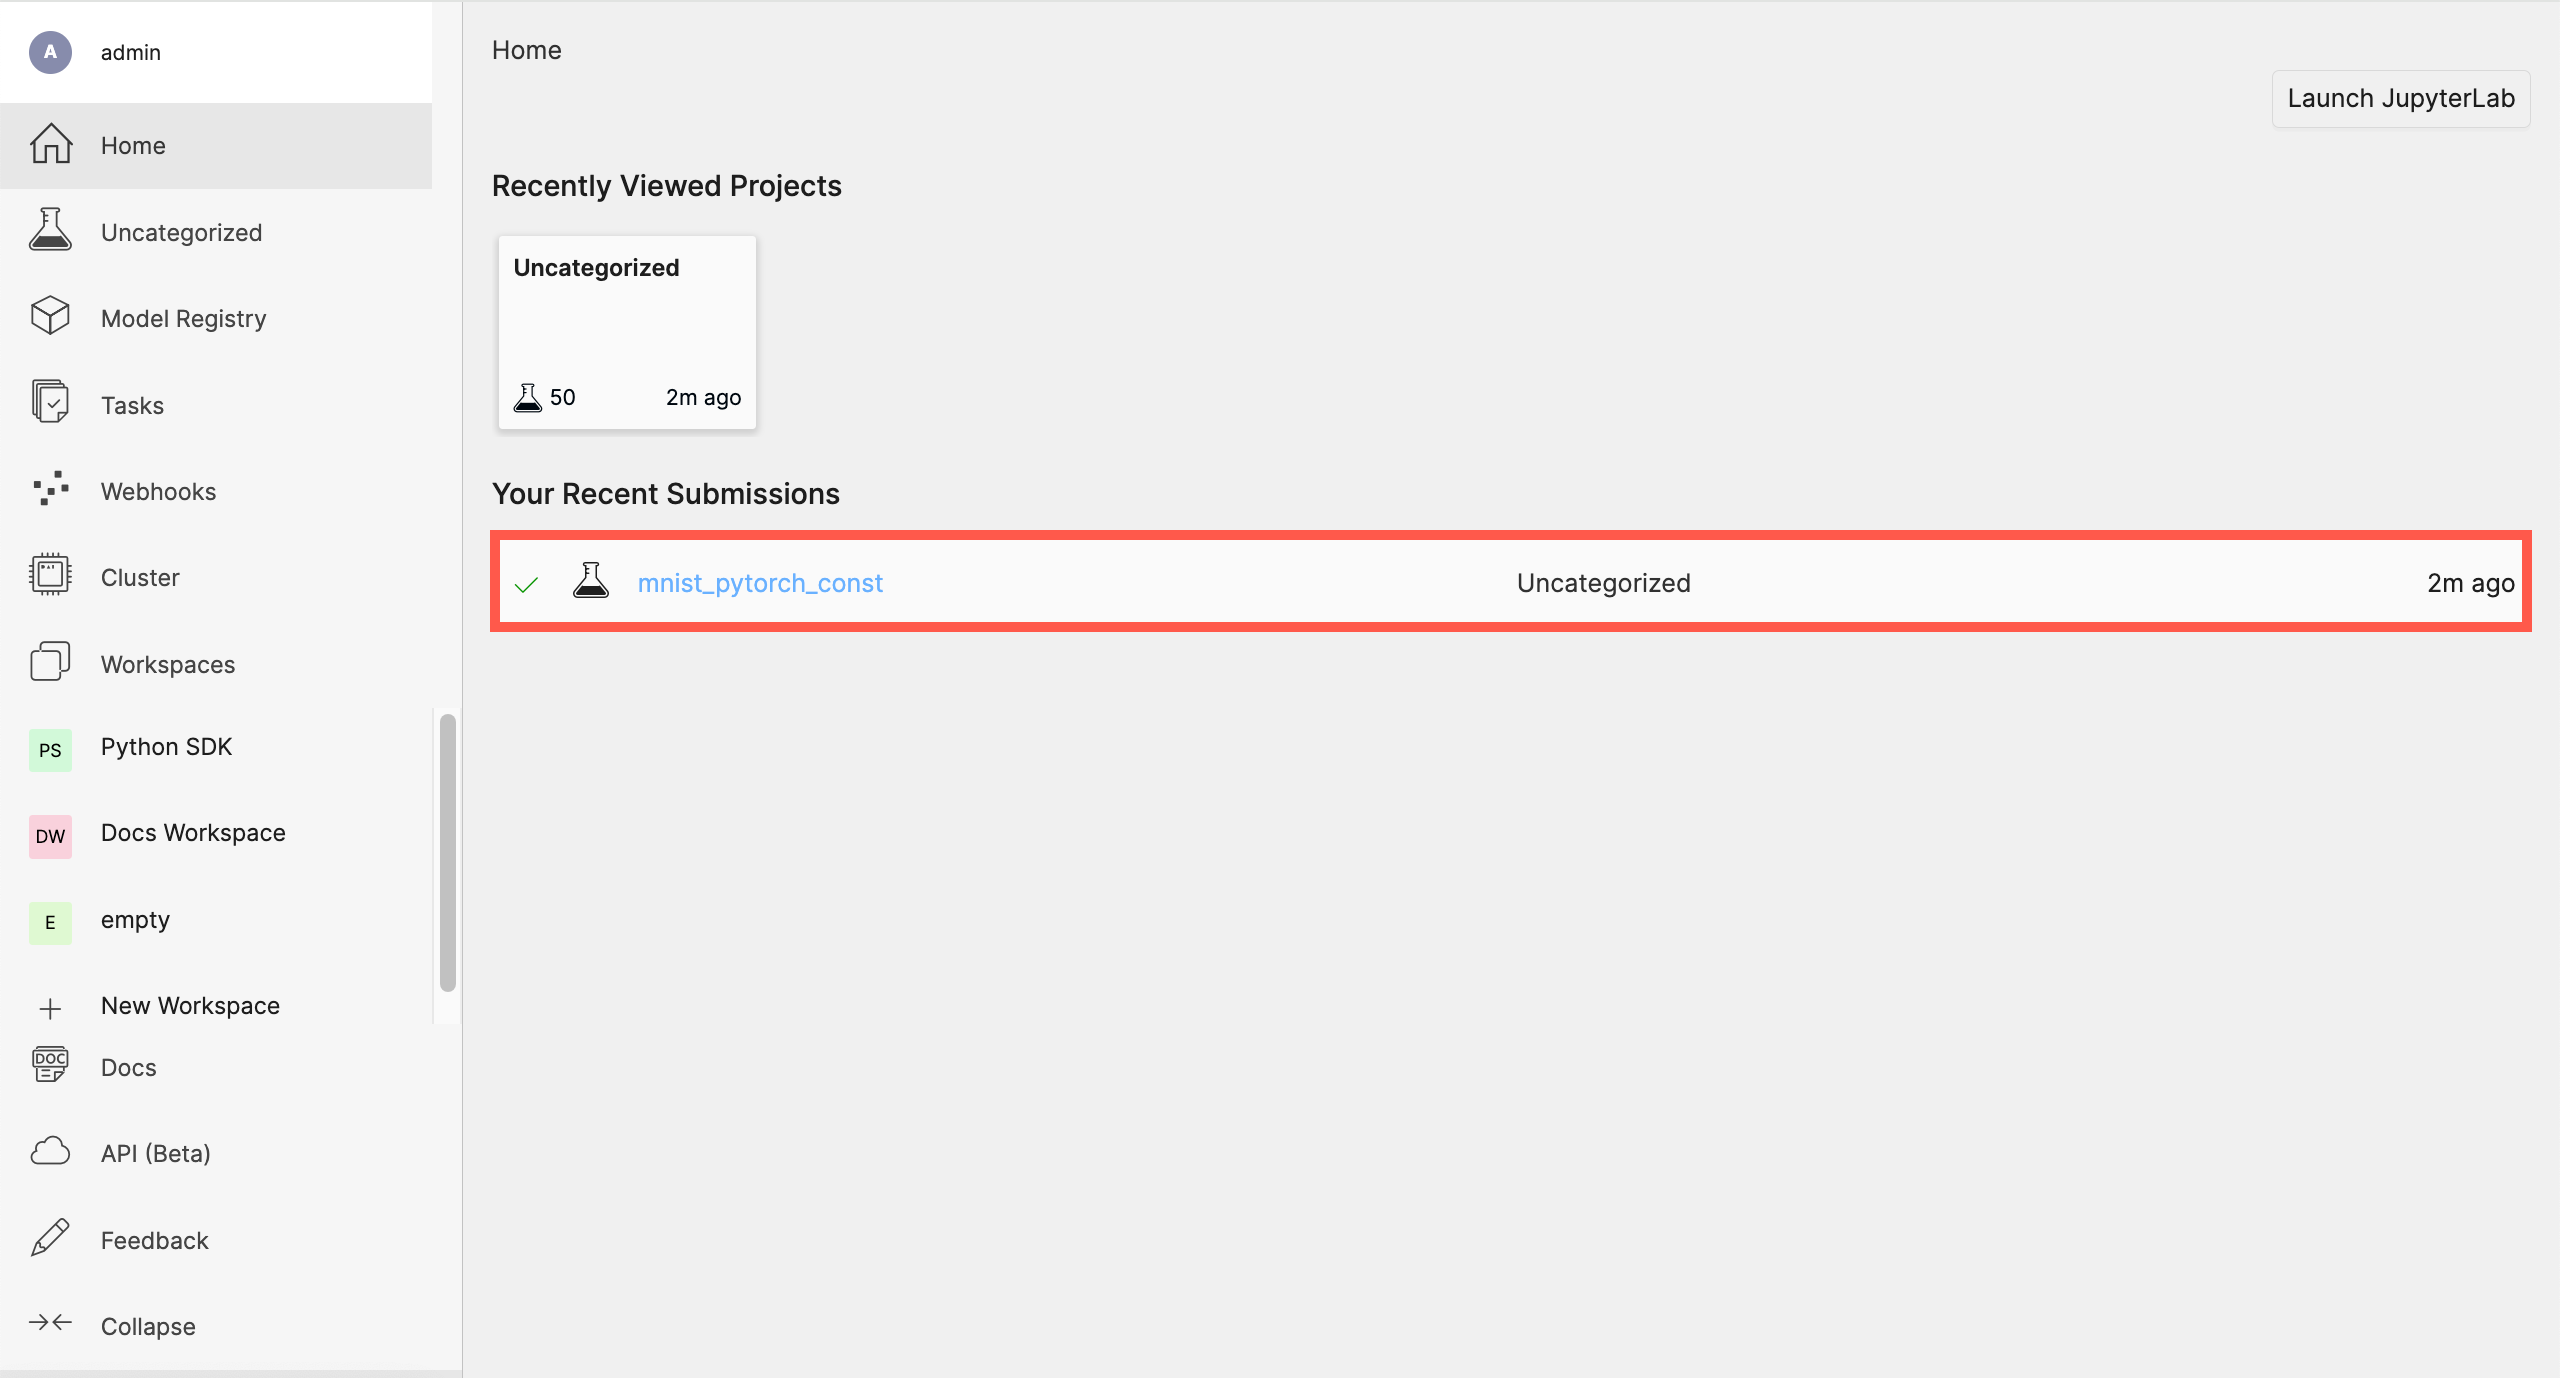 A admin
Home
Uncategorized
Model Registry
Tasks
Webhooks
Cluster
Workspaces
PS Python SDK
DW Docs Workspace
E empty
New Workspace
DOC Docs
API (Beta)
Feedback
Collapse
Home
Launch JupyterLab
Recently Viewed Projects
Uncategorized
50 2m ago
Your Recent Submissions
mnist_pytorch_const Uncategorized 2m ago